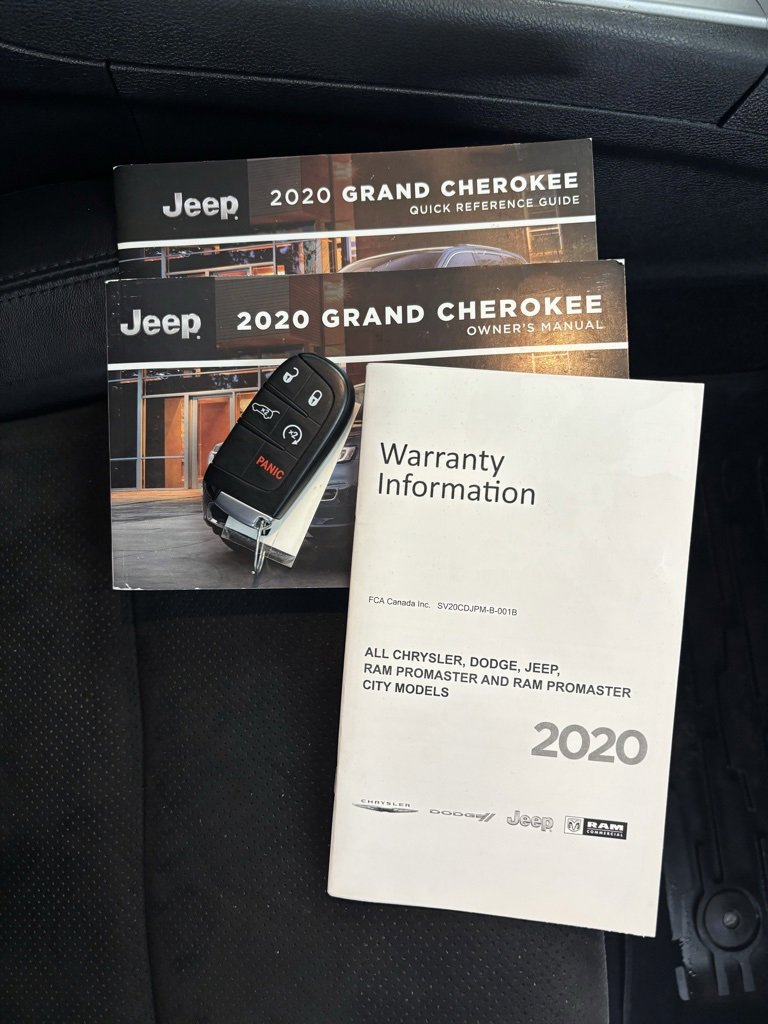 Jeep
2020 GRAND CHEROKEE
QUICK REFERENCE GUIDE
Jeep
2020 GRAND CHEROKEE
OWNER'S MANUAL
x2
x2
PANIC
Warranty
Information
FCA Canada Inc. SV20CDJPM-B-001B
ALL CHRYSLER, DODGE, JEEP,
RAM PROMASTER AND RAM PROMASTER
CITY MODELS
2020
CHRYSLER DODGE Jeep RAM
COMMERCIAL